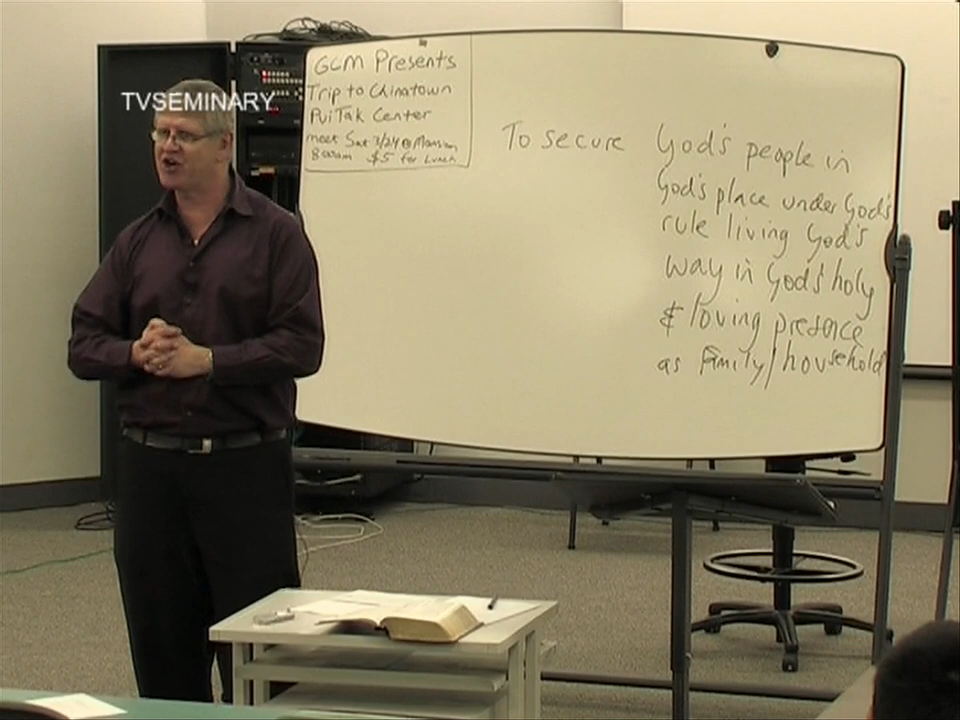 TVSEMINARY
GCM Presents
Trip to Chinatown
PuiTak Center
meet Sat 3/24 @ Mansion
8:00am $5 for Lunch
To secure God's people in
God's place under God's
rule living God's
way in God's holy
& loving presence
as family/household